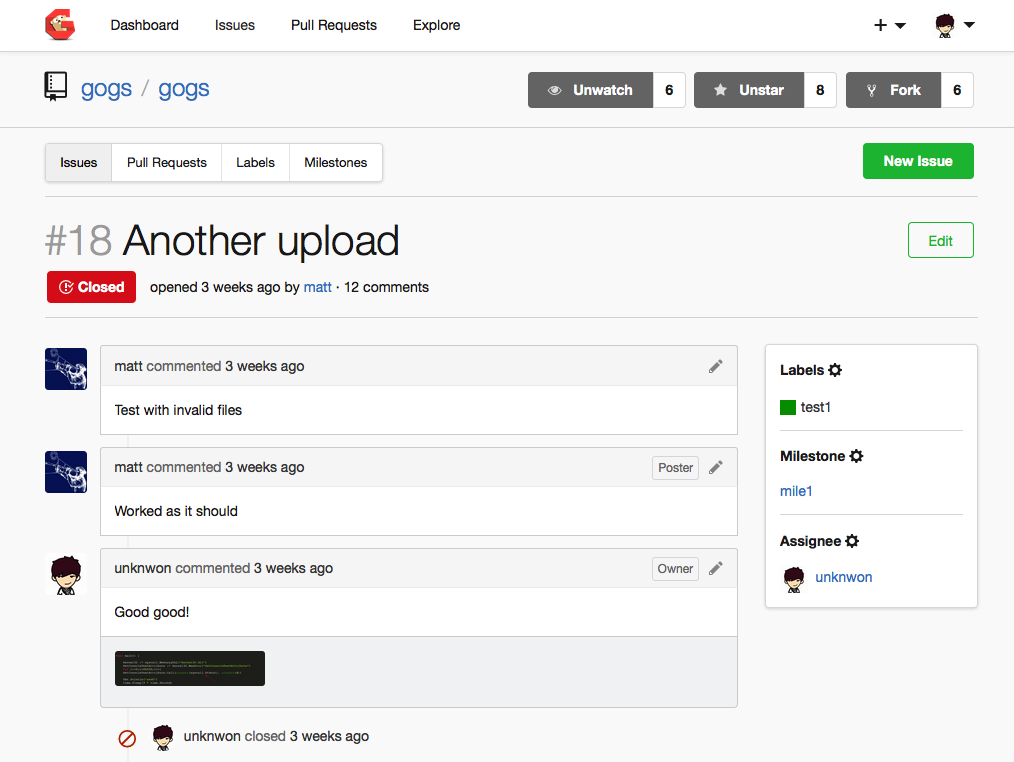 Dashboard Issues Pull Requests Explore
gogs / gogs Unwatch 6 Unstar 8 Fork 6
Issues Pull Requests Labels Milestones New Issue
#18 Another upload Edit
Closed opened 3 weeks ago by matt · 12 comments
matt commented 3 weeks ago
Test with invalid files
matt commented 3 weeks ago Poster
Worked as it should
unknwon commented 3 weeks ago Owner
Good good!
unknwon closed 3 weeks ago
Labels
test1
Milestone
mile1
Assignee
unknwon